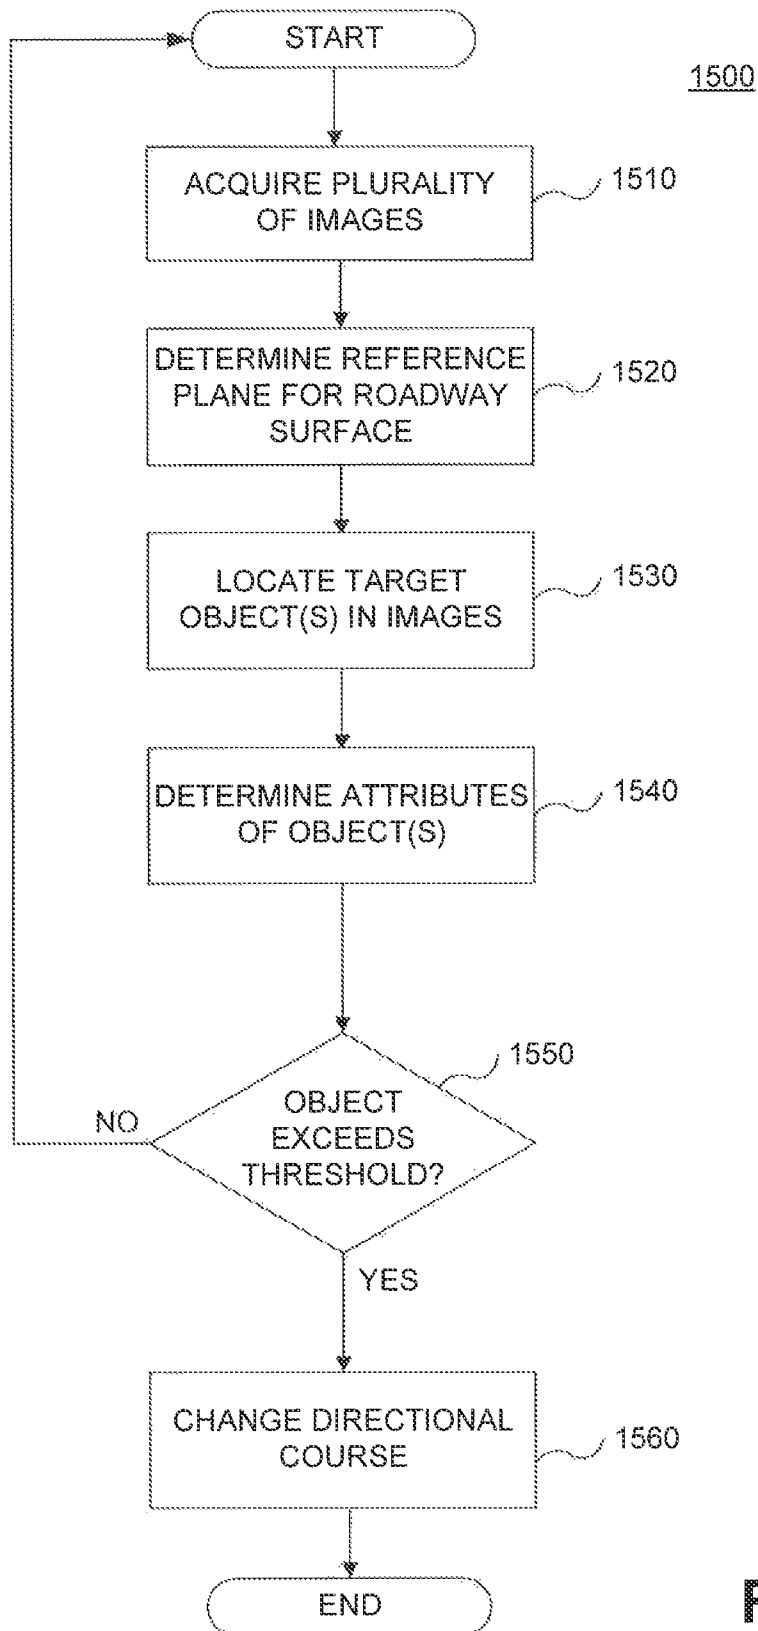 START
1500
ACQUIRE PLURALITY
OF IMAGES
1510
DETERMINE REFERENCE
PLANE FOR ROADWAY
SURFACE
1520
LOCATE TARGET
OBJECT(S) IN IMAGES
1530
DETERMINE ATTRIBUTES
OF OBJECT(S)
1540
1550
OBJECT
EXCEEDS
THRESHOLD?
NO
YES
CHANGE DIRECTIONAL
COURSE
1560
END